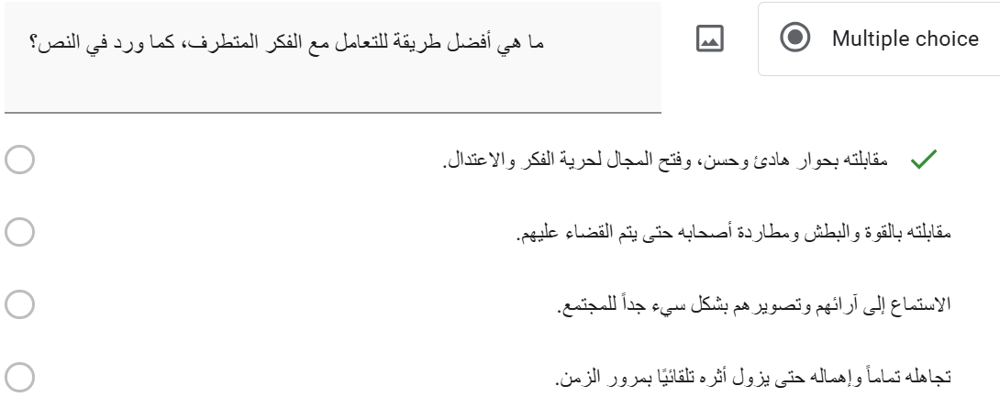 ما هي أفضل طريقة للتعامل مع الفكر المتطرف، كما ورد في النص؟
Multiple choice
مقابلته بحوار هادئ وحسن، وفتح المجال لحرية الفكر والاعتدال.
مقابلته بالقوة والبطش ومطاردة أصحابه حتى يتم القضاء عليهم.
الاستماع إلى آرائهم وتصويرهم بشكل سيء جداً للمجتمع.
تجاهله تماماً وإهماله حتى يزول أثره تلقائيًا بمرور الزمن.